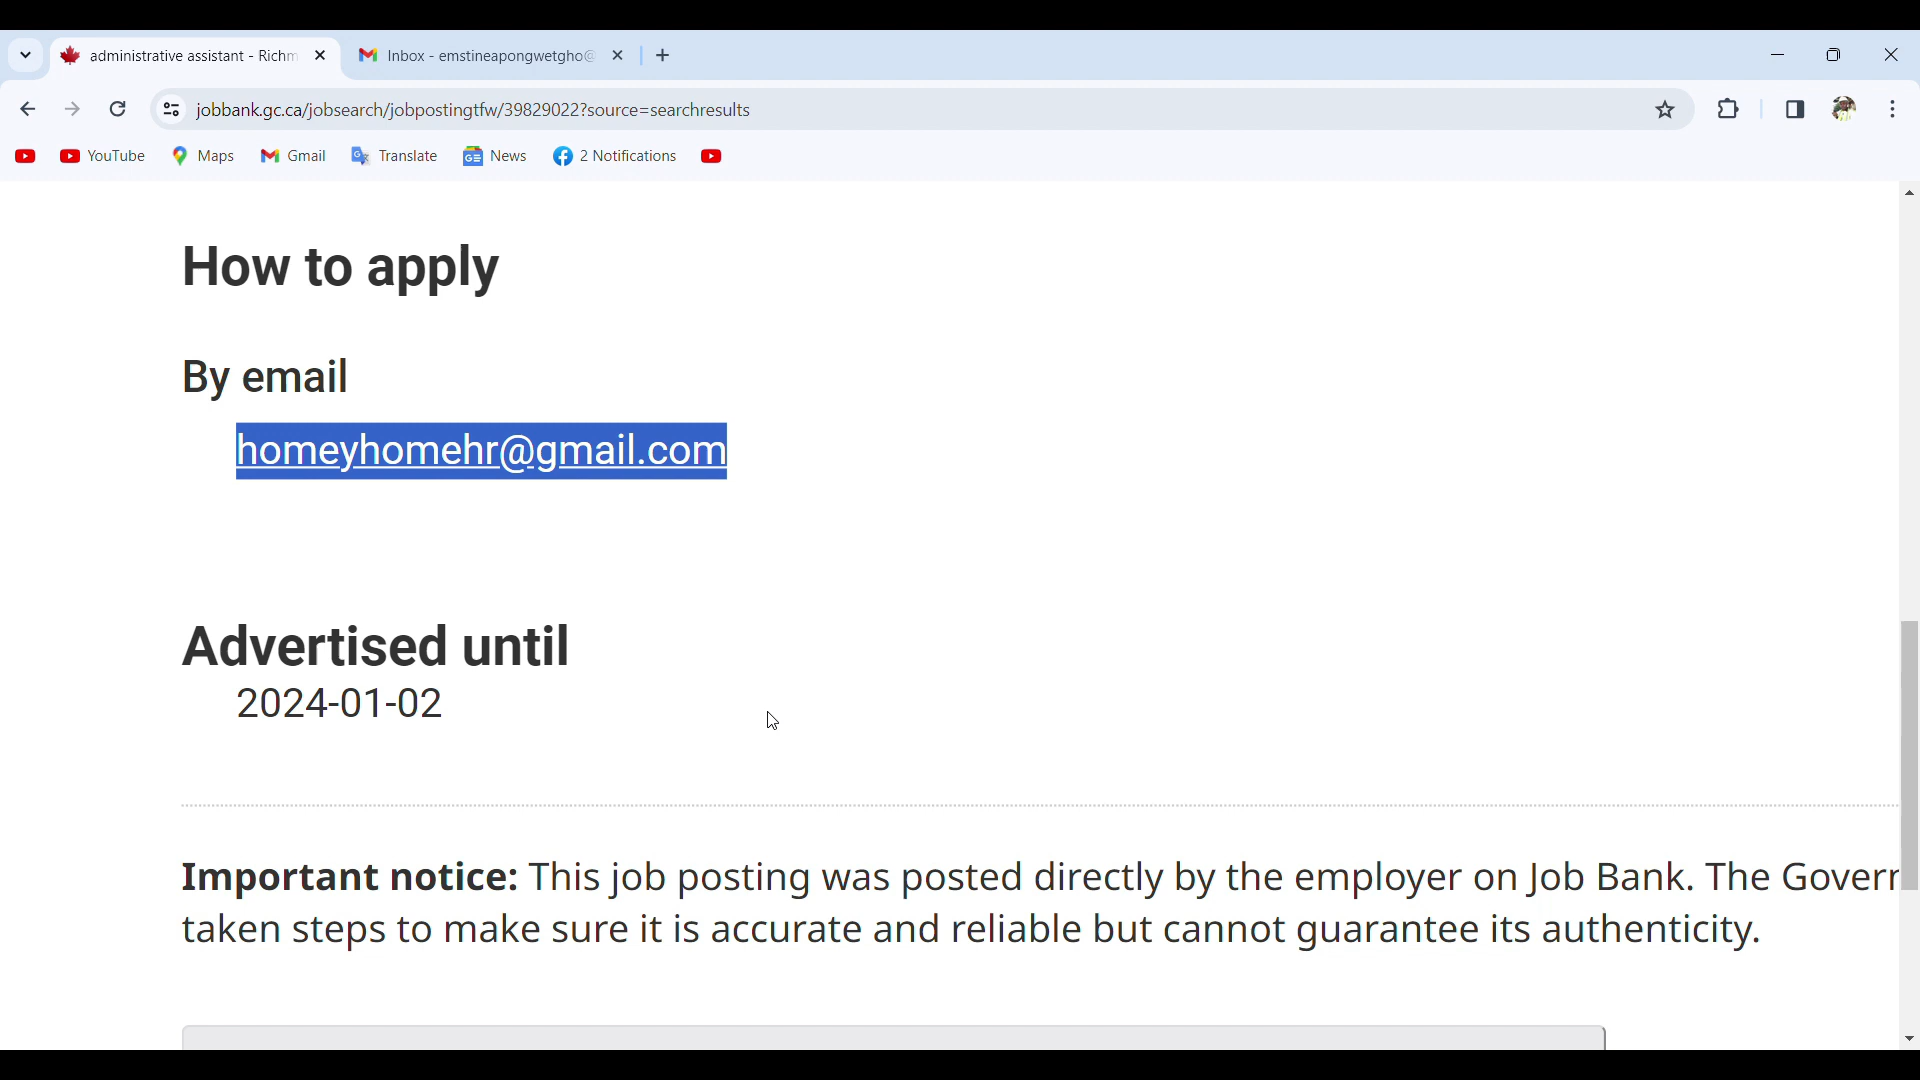 administrative assistant - Richm
Inbox - emstineapongwetgho@
jobbank.gc.ca/jobsearch/jobpostingtfw/39829022?source=searchresults
YouTube Maps Gmail Translate News 2 Notifications
How to apply
By email
homeyhomehr@gmail.com
Advertised until
2024-01-02
Important notice: This job posting was posted directly by the employer on Job Bank. The Govern
taken steps to make sure it is accurate and reliable but cannot guarantee its authenticity.